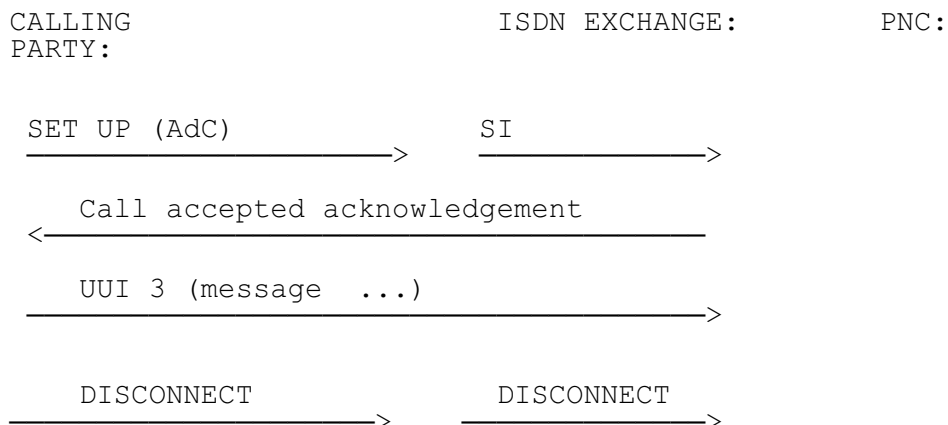 CALLING ISDN EXCHANGE: PNC:
PARTY:
SET UP (AdC) SI
Call accepted acknowledgement
UUI 3 (message ...)
DISCONNECT DISCONNECT